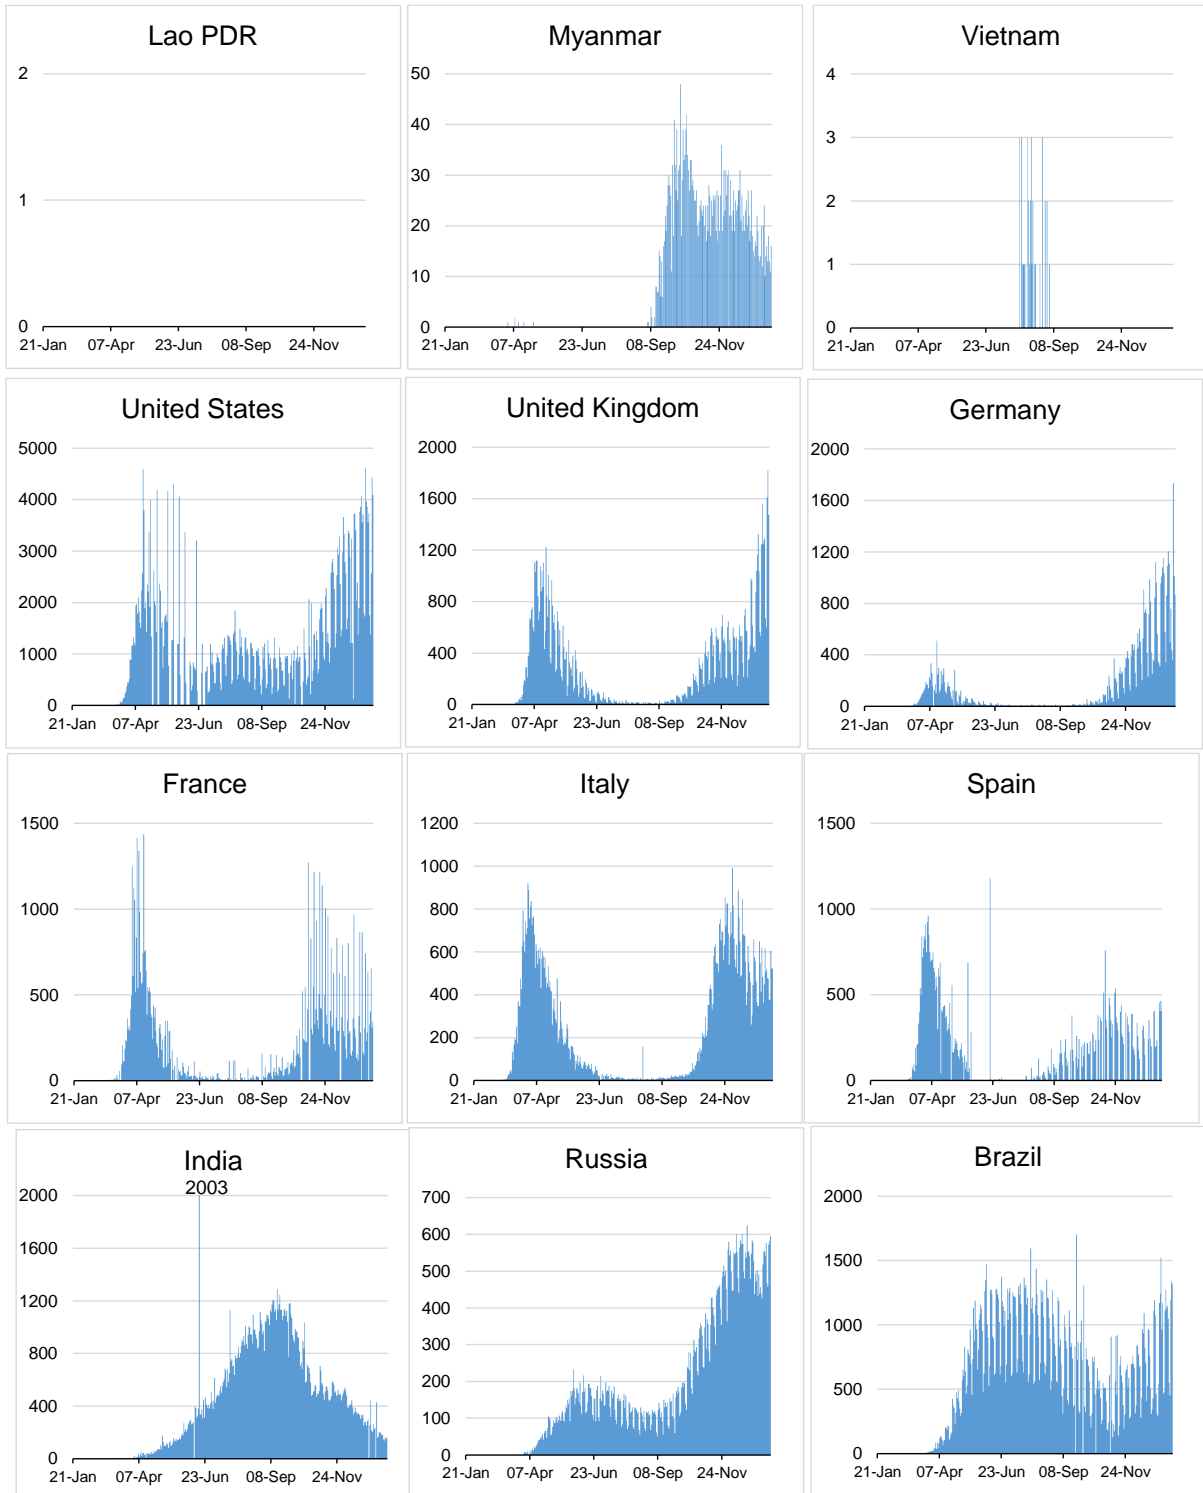 Lao PDR
2
1
0
21-Jan 07-Apr 23-Jun 08-Sep 24-Nov
Myanmar
50
40
30
20
10
0
21-Jan 07-Apr 23-Jun 08-Sep 24-Nov
Vietnam
4
3
2
1
0
21-Jan 07-Apr 23-Jun 08-Sep 24-Nov
United States
5000
4000
3000
2000
1000
0
21-Jan 07-Apr 23-Jun 08-Sep 24-Nov
United Kingdom
2000
1600
1200
800
400
0
21-Jan 07-Apr 23-Jun 08-Sep 24-Nov
Germany
2000
1600
1200
800
400
0
21-Jan 07-Apr 23-Jun 08-Sep 24-Nov
France
1500
1000
500
0
21-Jan 07-Apr 23-Jun 08-Sep 24-Nov
Italy
1200
1000
800
600
400
200
0
21-Jan 07-Apr 23-Jun 08-Sep 24-Nov
Spain
1500
1000
500
0
21-Jan 07-Apr 23-Jun 08-Sep 24-Nov
India
2003
2000
1600
1200
800
400
0
21-Jan 07-Apr 23-Jun 08-Sep 24-Nov
Russia
700
600
500
400
300
200
100
0
21-Jan 07-Apr 23-Jun 08-Sep 24-Nov
Brazil
2000
1500
1000
500
0
21-Jan 07-Apr 23-Jun 08-Sep 24-Nov